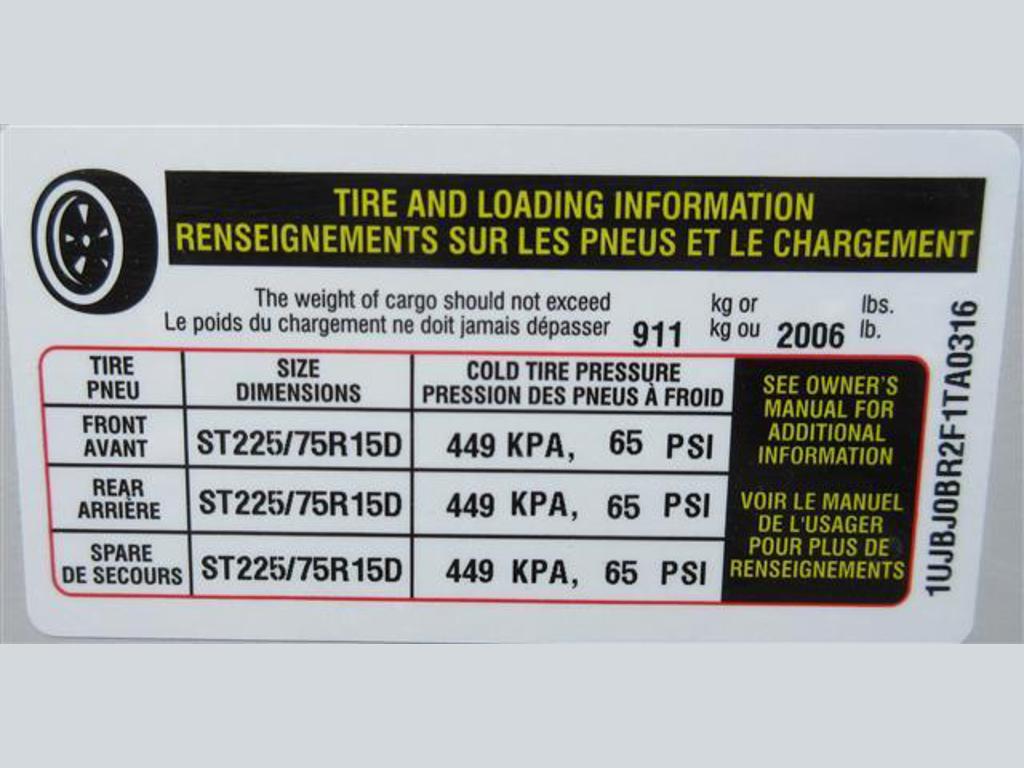 TIRE AND LOADING INFORMATION
RENSEIGNEMENTS SUR LES PNEUS ET LE CHARGEMENT
The weight of cargo should not exceed kg or lbs.
Le poids du chargement ne doit jamais dépasser 911 kg ou 2006 lb.
TIRE
PNEU
SIZE
DIMENSIONS
COLD TIRE PRESSURE
PRESSION DES PNEUS À FROID
FRONT
AVANT
ST225/75R15D
449 KPA, 65 PSI
REAR
ARRIÈRE
ST225/75R15D
449 KPA, 65 PSI
SPARE
DE SECOURS
ST225/75R15D
449 KPA, 65 PSI
SEE OWNER'S
MANUAL FOR
ADDITIONAL
INFORMATION
VOIR LE MANUEL
DE L'USAGER
POUR PLUS DE
RENSEIGNEMENTS
1UJBJ0BR2F1TA0316